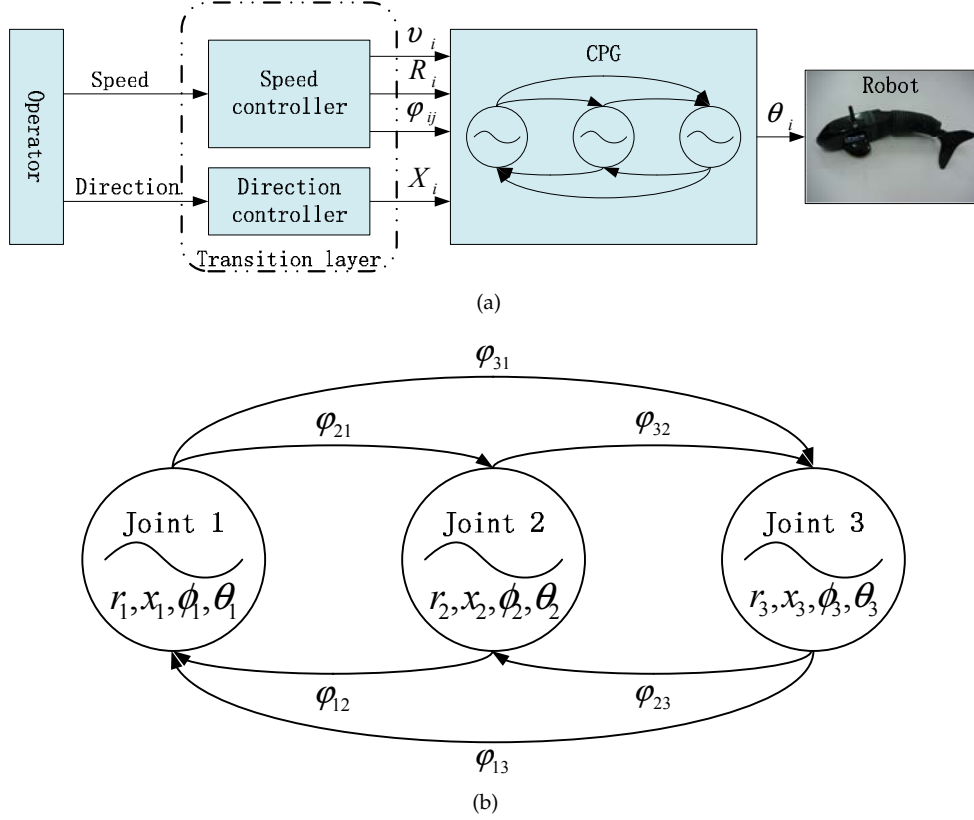 Operator
Speed
Direction
Speed
controller
Direction
controller
Transition layer
υ i
R i
φ ij
X i
CPG
θ i
Robot
(a)
φ31
φ21
φ32
Joint 1
r1,x1,ϕ1,θ1
Joint 2
r2,x2,ϕ2,θ2
Joint 3
r3,x3,ϕ3,θ3
φ12
φ23
φ13
(b)